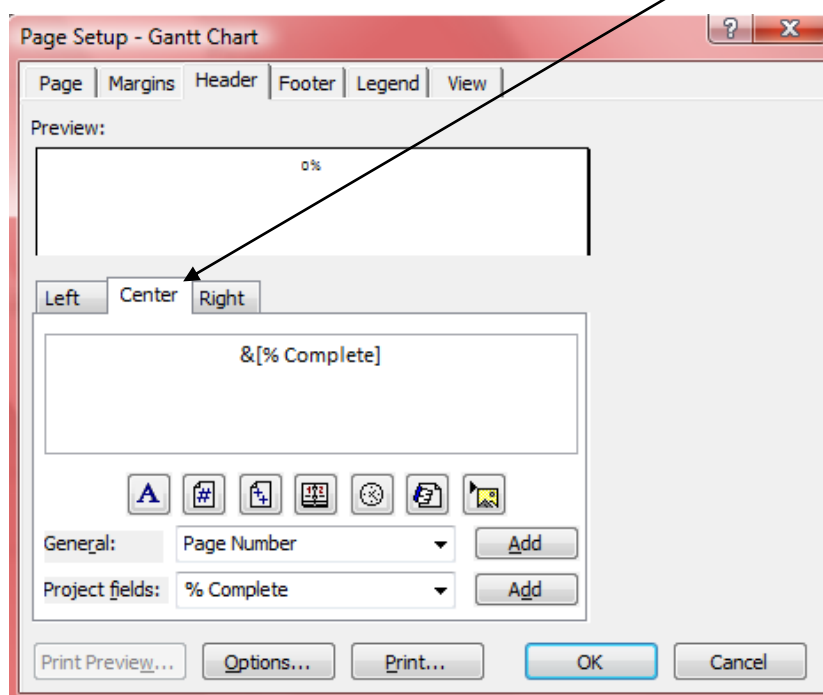 Page Setup - Gantt Chart
? X
Page Margins Header Footer Legend View
Preview:
0%
Left Center Right
&[% Complete]
A # ++
General: Page Number Add
Project fields: % Complete Add
Print Preview... Options... Print... OK Cancel